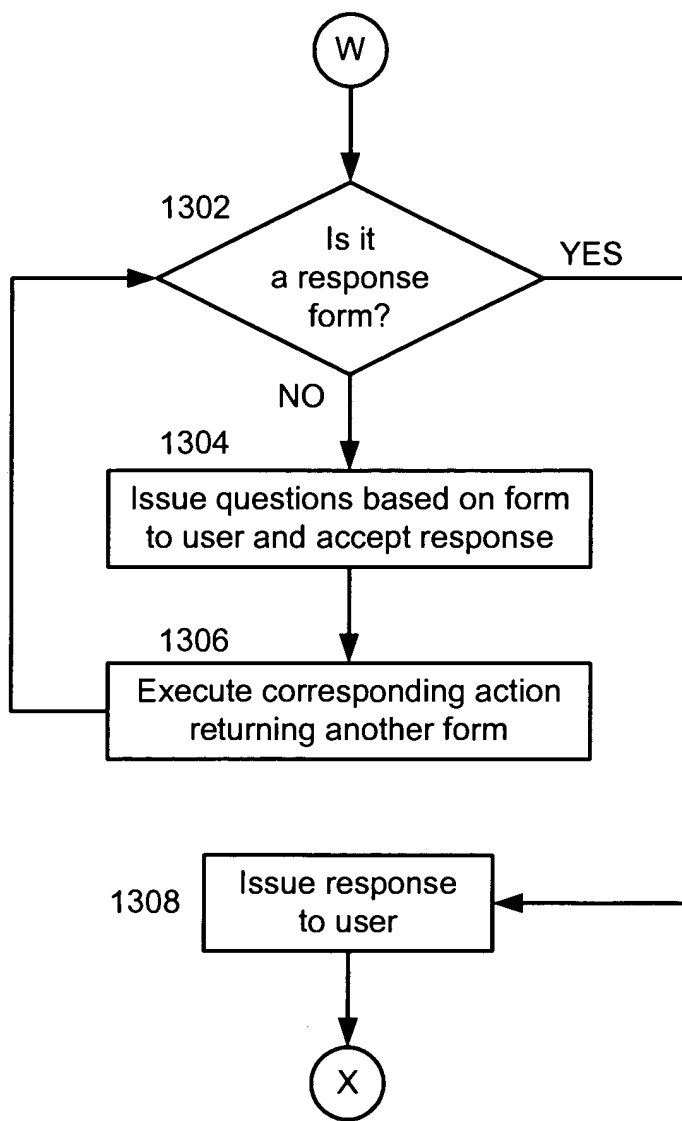 W
1302
Is it
a response
form?
YES
NO
1304
Issue questions based on form
to user and accept response
1306
Execute corresponding action
returning another form
1308
Issue response
to user
X